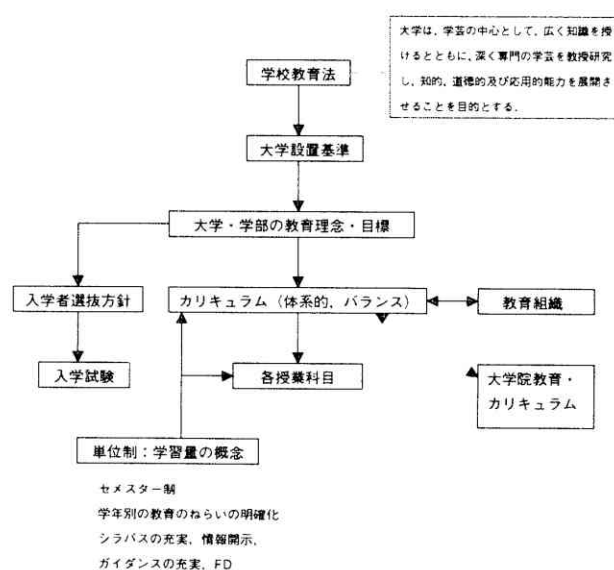 大学は、学芸の中心として、広く知識を授
けるとともに、深く専門の学芸を教授研究
し、知的、道徳的及び応用的能力を展開さ
せることを目的とする。
学校教育法
大学設置基準
大学・学部の教育理念・目標
入学者選抜方針
カリキュラム（体系的、バランス）
教育組織
入学試験
各授業科目
大学院教育・
カリキュラム
単位制：学習量の概念
セメスター制
学年別の教育のねらいの明確化
シラバスの充実、情報開示、
ガイダンスの充実、FD